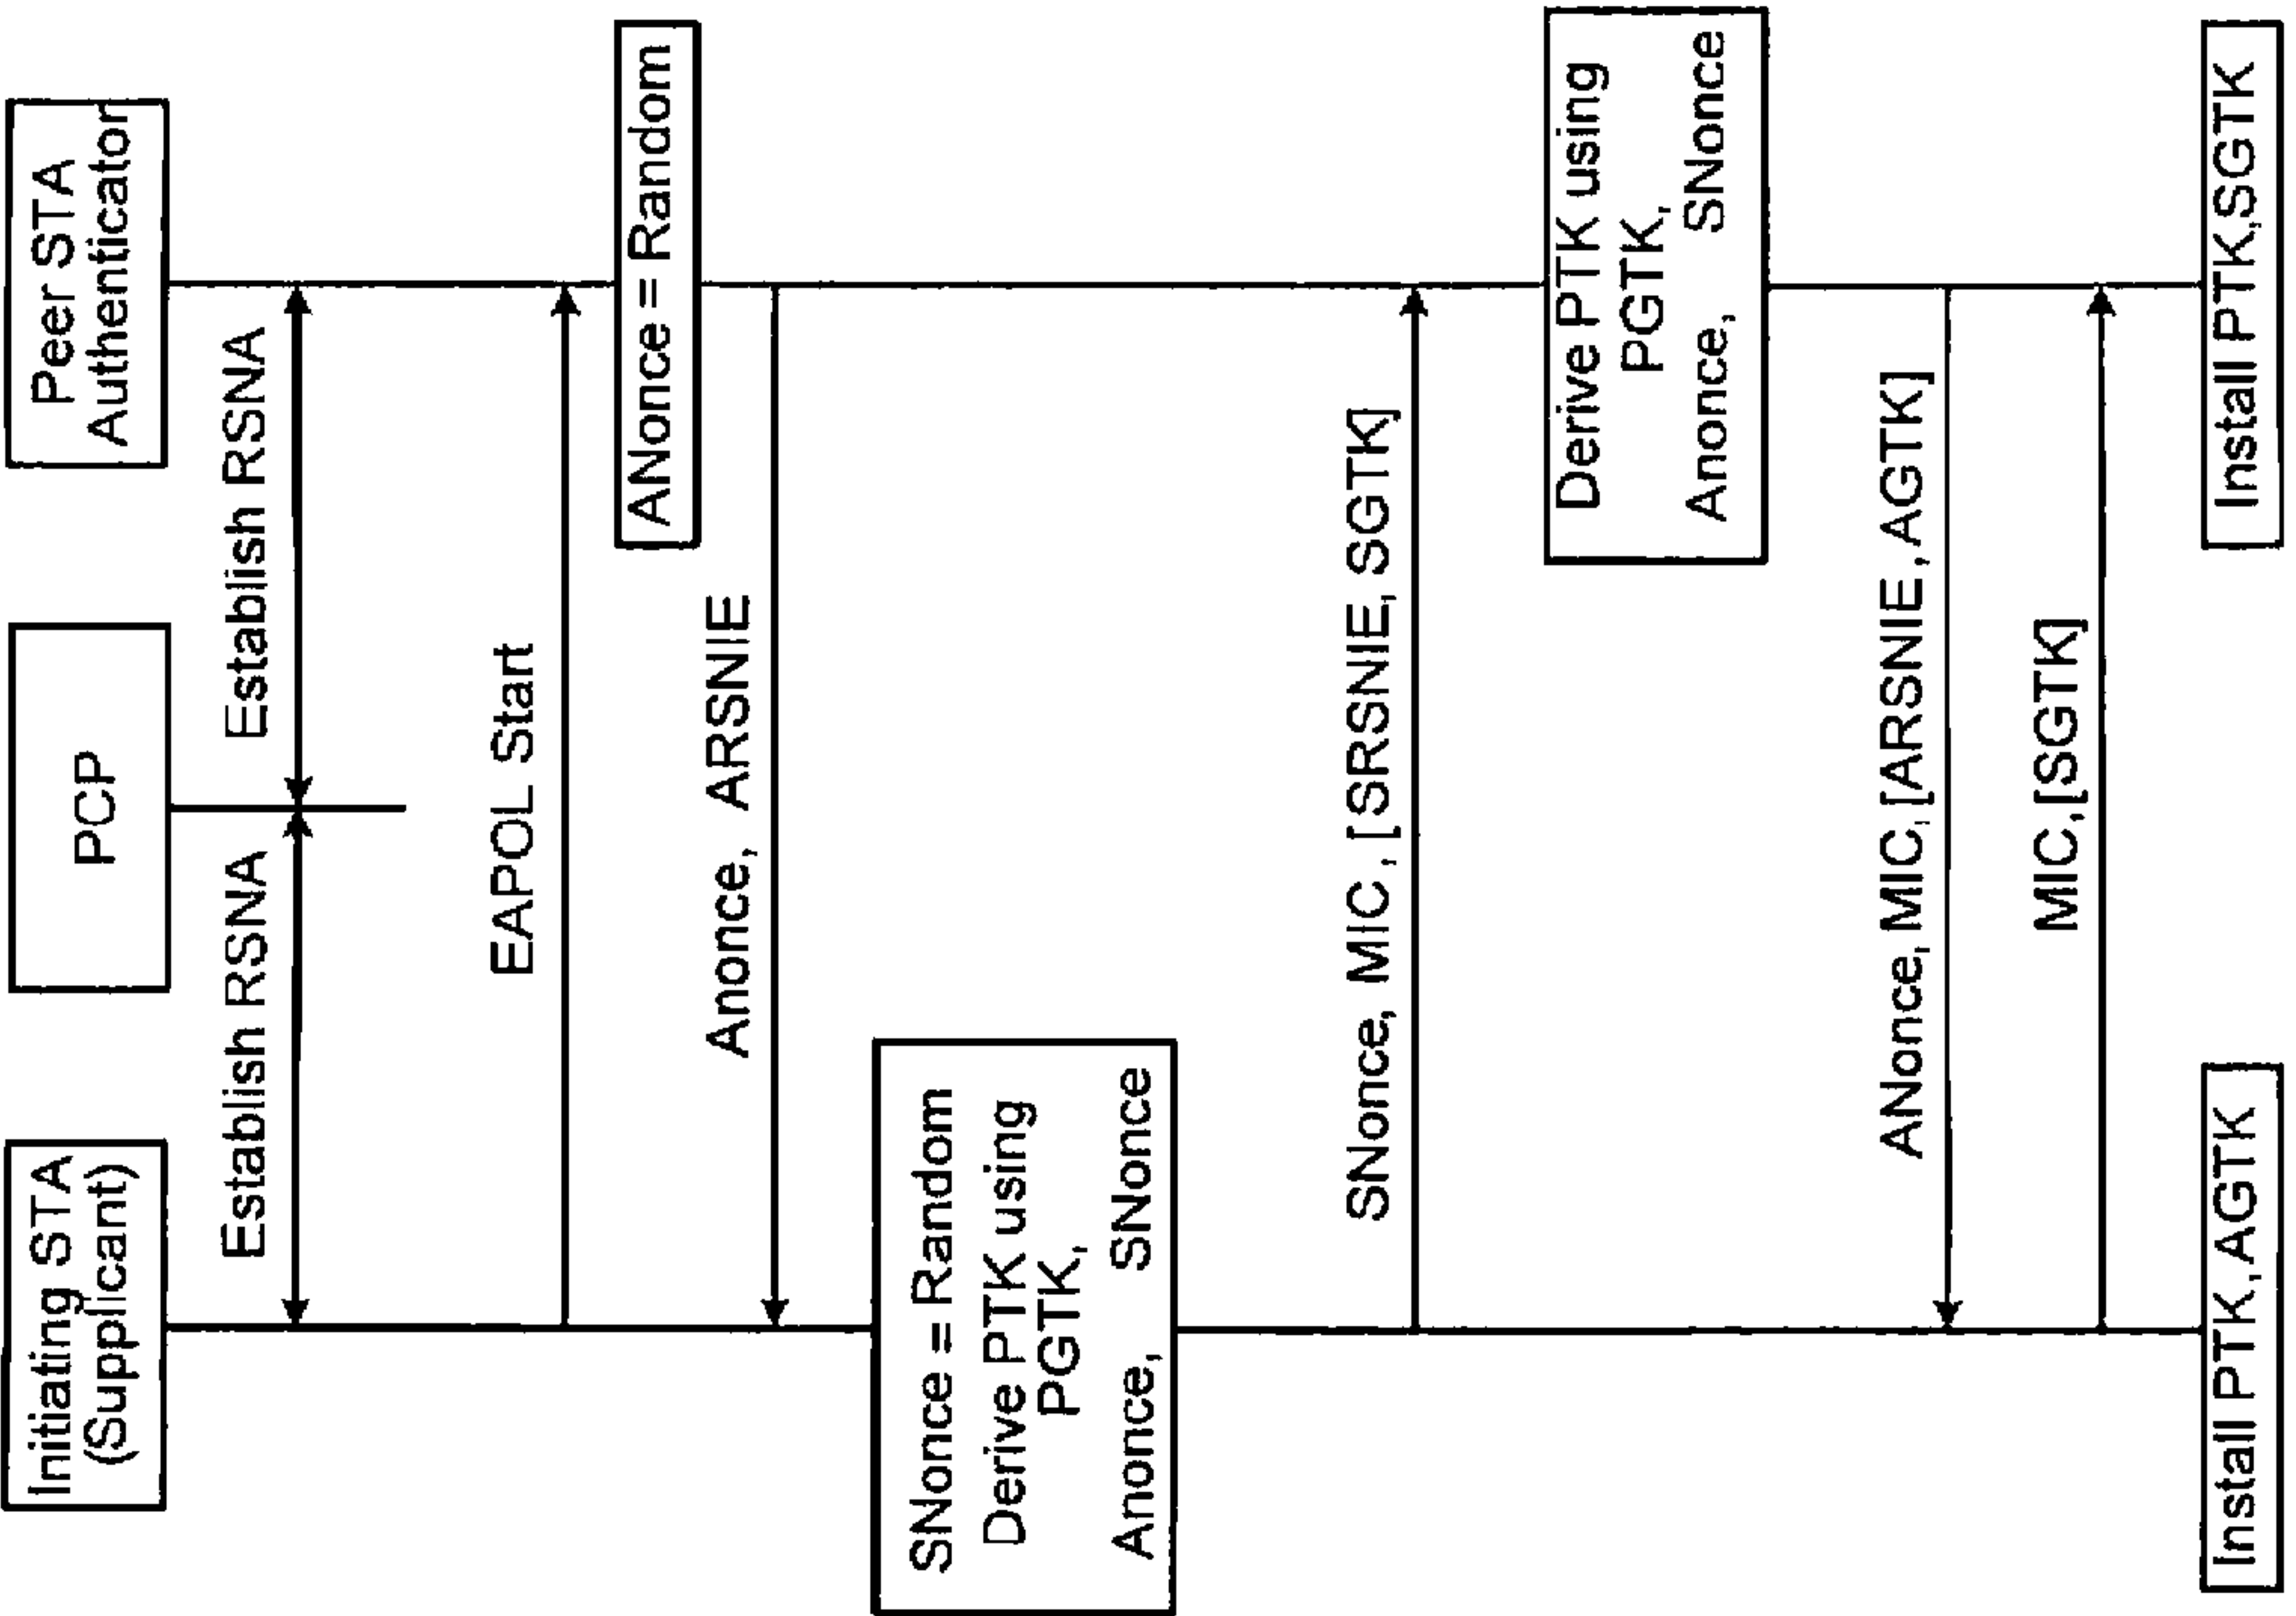 Initiating STA
(Supplicant)
PCP
Peer STA
Authenticator
Establish RSNA
Establish RSNA
EAPOL Start
ANonce = Random
Anonce, ARSNIE
SNonce = Random
Derive PTK using
PGTK,
Anonce, SNonce
SNonce, MIC, [SRSNIE, SGTK]
Derive PTK using
PGTK,
Anonce, SNonce
ANonce, MIC, [ARSNIE, AGTK]
MIC, [SGTK]
Install PTK, AGTK
Install PTK, SGTK